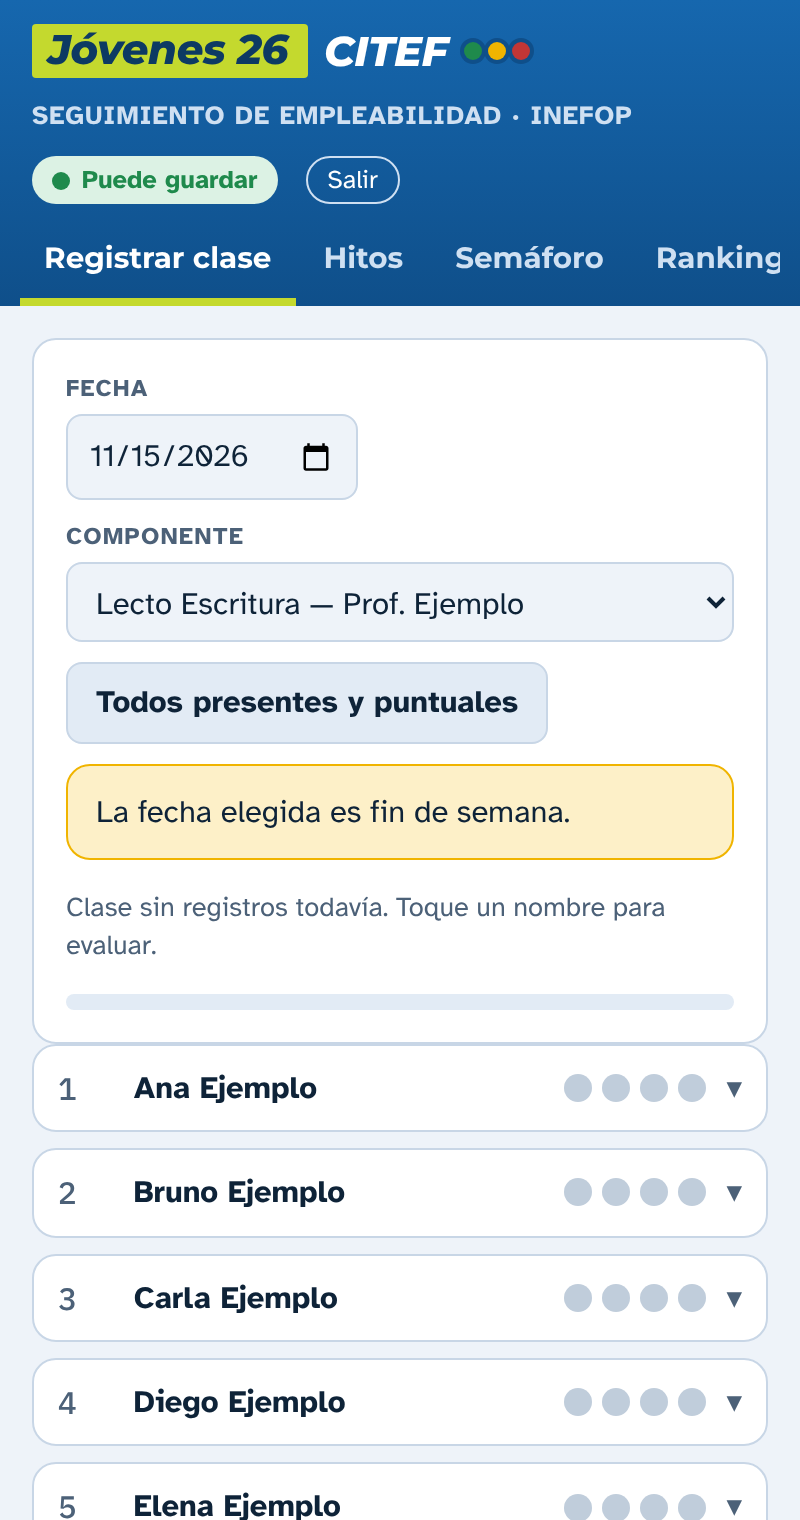 Jóvenes 26 CITEF
SEGUIMIENTO DE EMPLEABILIDAD · INEFOP
Puede guardar Salir
Registrar clase Hitos Semáforo Ranking
FECHA
11/15/2026
COMPONENTE
Lecto Escritura — Prof. Ejemplo
Todos presentes y puntuales
La fecha elegida es fin de semana.
Clase sin registros todavía. Toque un nombre para
evaluar.
1 Ana Ejemplo ▼
2 Bruno Ejemplo ▼
3 Carla Ejemplo ▼
4 Diego Ejemplo ▼
5 Elena Ejemplo ▼